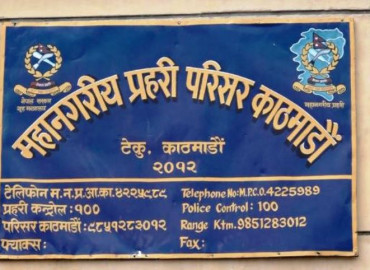 महानगरीय प्रहरी परिसर काठमाडौं
टेकु, काठमाडौं
२०१२
टेलिफोन म.न.प्र.आ.का.४२२५९८९
प्रहरी कन्ट्रोल : १००
परिसर काठमाडौं : ९८५१२८३०१२
फ्याक्स :
Telephone No: M.P.C.O. 4225989
Police Control : 100
Range Ktm. 9851283012
Fax :